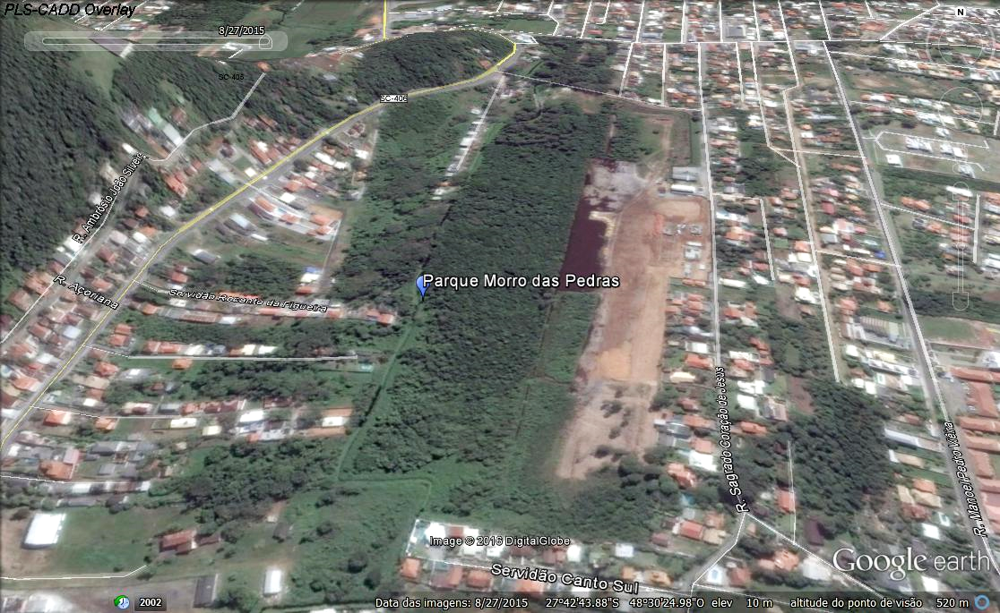 PLS-CADD Overlay
8/27/2015
N
SC-406
SC-406
R. Ambrósio João Silveira
R. Açoriana
Servidão Recanto da Figueira
Parque Morro das Pedras
R. Sagrado Coração de Jesus
R. Manoel Pedro Vieira
Image © 2016 DigitalGlobe
Servidão Canto Sul
Google earth
2002
Data das imagens: 8/27/2015 27°42'43.88"S 48°30'24.98"O elev 10 m altitude do ponto de visão 520 m